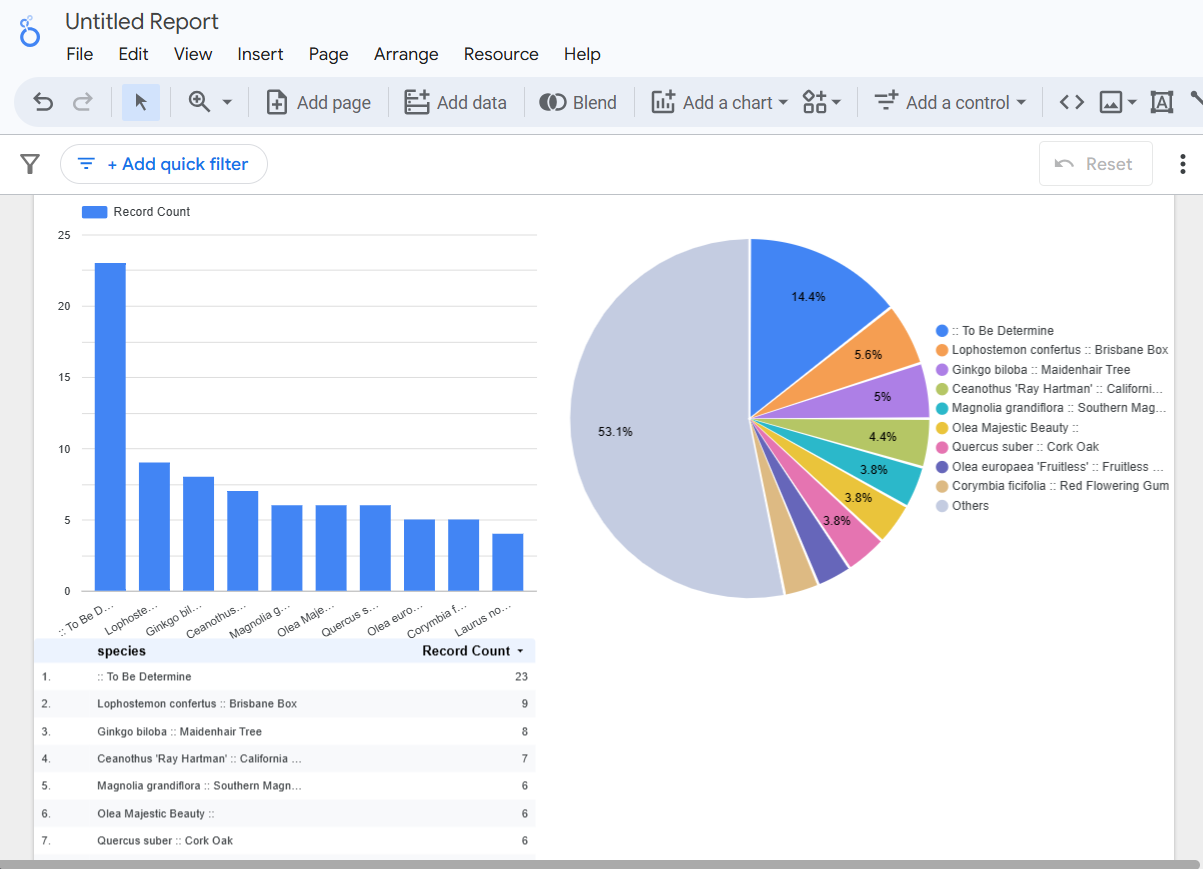 Untitled Report
File Edit View Insert Page Arrange Resource Help
Add page Add data Blend Add a chart Add a control
+ Add quick filter
Reset
Record Count
25
20
15
10
5
0
:: To Be D… Lophoste… Ginkgo bil… Ceanothus… Magnolia g… Olea Maje… Quercus s… Olea euro… Corymbia f… Laurus no…
14.4%
5.6%
5%
4.4%
3.8%
3.8%
3.8%
53.1%
:: To Be Determine
Lophostemon confertus :: Brisbane Box
Ginkgo biloba :: Maidenhair Tree
Ceanothus 'Ray Hartman' :: Californi…
Magnolia grandiflora :: Southern Mag…
Olea Majestic Beauty ::
Quercus suber :: Cork Oak
Olea europaea 'Fruitless' :: Fruitless …
Corymbia ficifolia :: Red Flowering Gum
Others
species Record Count
1. :: To Be Determine 23
2. Lophostemon confertus :: Brisbane Box 9
3. Ginkgo biloba :: Maidenhair Tree 8
4. Ceanothus 'Ray Hartman' :: California … 7
5. Magnolia grandiflora :: Southern Magn… 6
6. Olea Majestic Beauty :: 6
7. Quercus suber :: Cork Oak 6